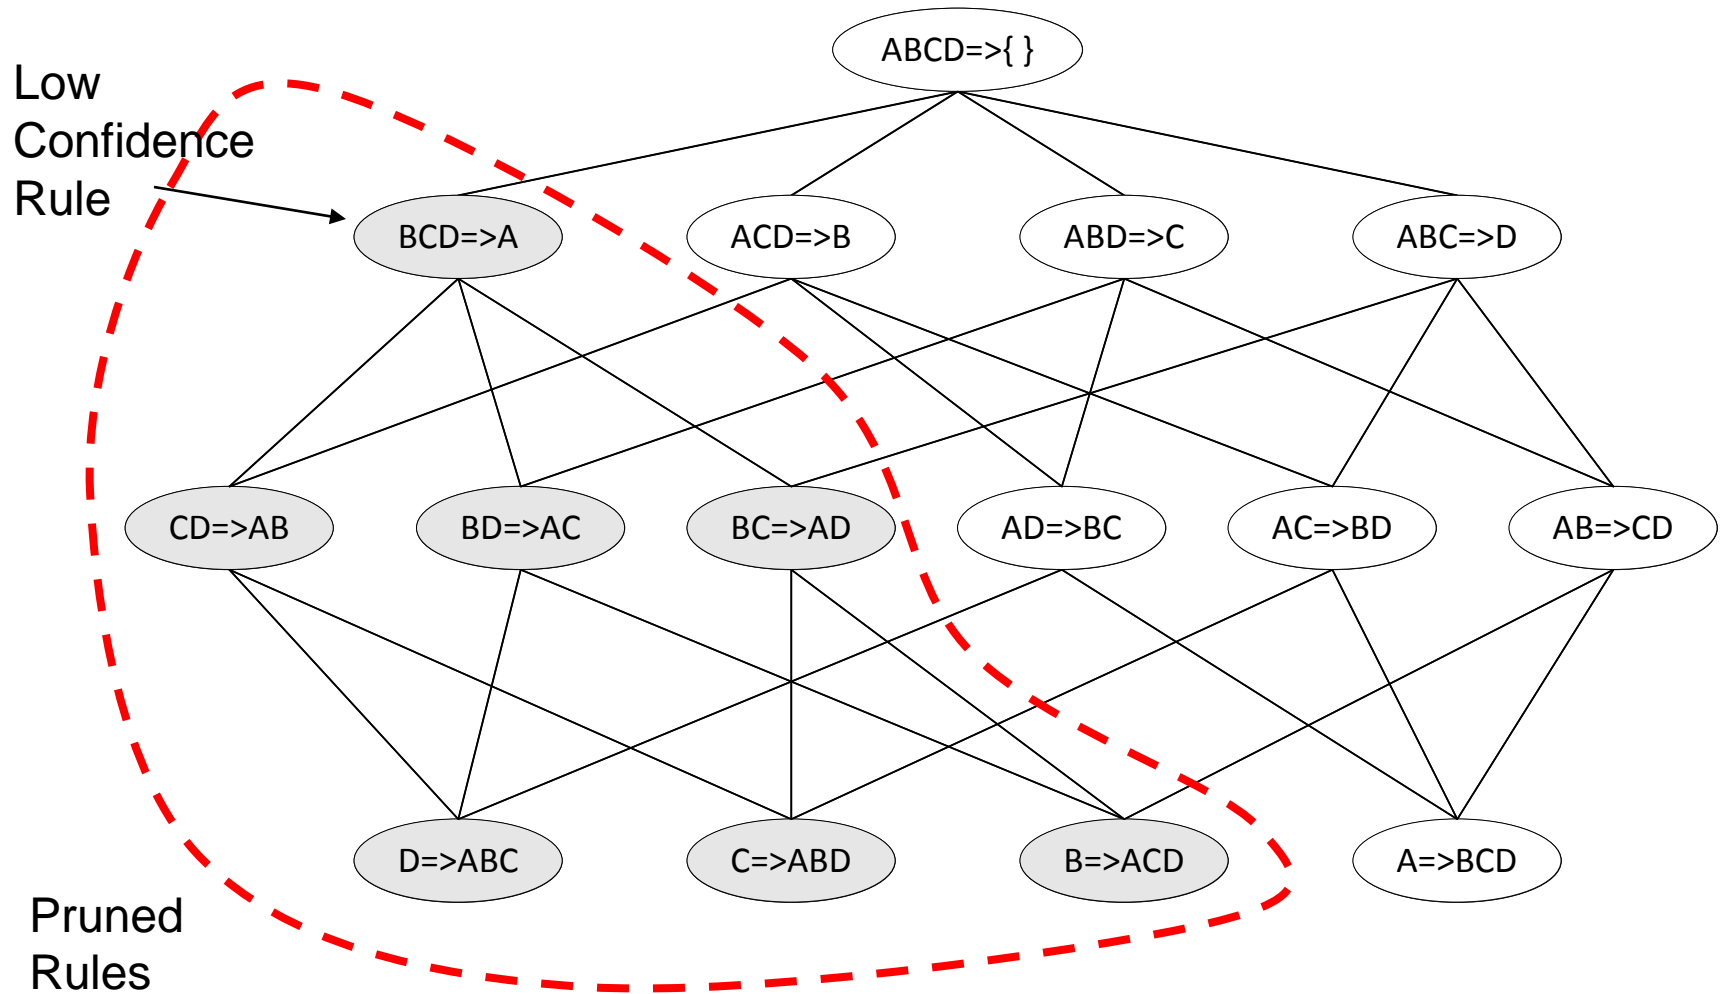 ABCD=>{ }
Low
Confidence
Rule
BCD=>A
ACD=>B
ABD=>C
ABC=>D
CD=>AB
BD=>AC
BC=>AD
AD=>BC
AC=>BD
AB=>CD
D=>ABC
C=>ABD
B=>ACD
A=>BCD
Pruned
Rules